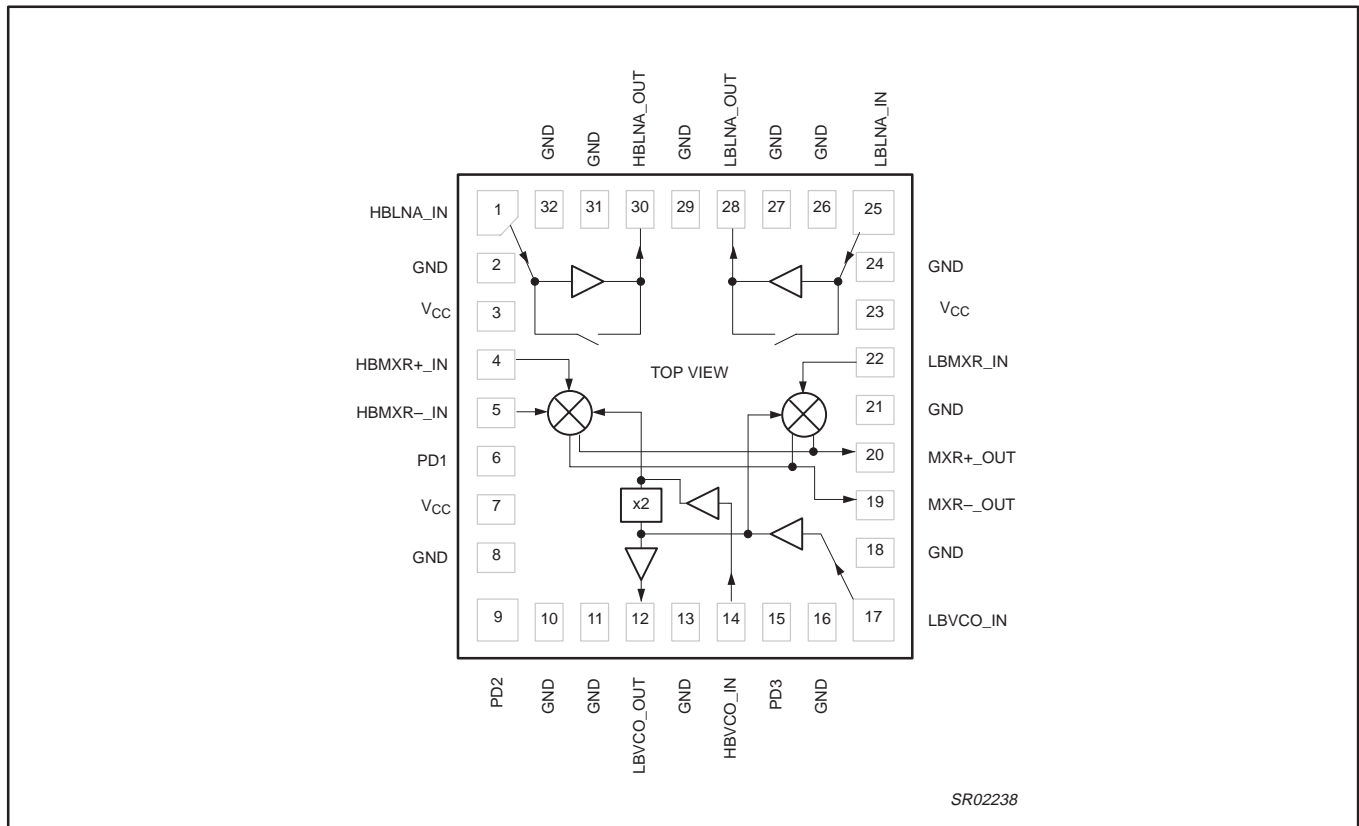 GND
GND
HBLNA_OUT
GND
LBLNA_OUT
GND
GND
LBLNA_IN
HBLNA_IN
1
32
31
30
29
28
27
26
25
GND
2
24
GND
VCC
3
23
VCC
HBMXR+_IN
4
TOP VIEW
22
LBMXR_IN
HBMXR–_IN
5
21
GND
PD1
6
20
MXR+_OUT
VCC
7
x2
19
MXR–_OUT
GND
8
18
GND
9
10
11
12
13
14
15
16
17
LBVCO_IN
PD2
GND
GND
LBVCO_OUT
GND
HBVCO_IN
PD3
GND
SR02238